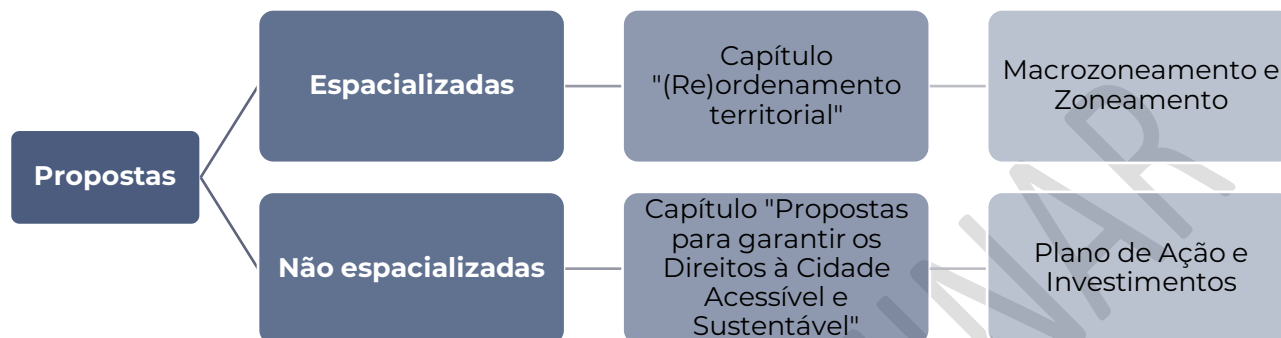 Propostas
Espacializadas
Capítulo
"(Re)ordenamento
territorial"
Macrozoneamento e
Zoneamento
Não espacializadas
Capítulo "Propostas
para garantir os
Direitos à Cidade
Acessível e
Sustentável"
Plano de Ação e
Investimentos